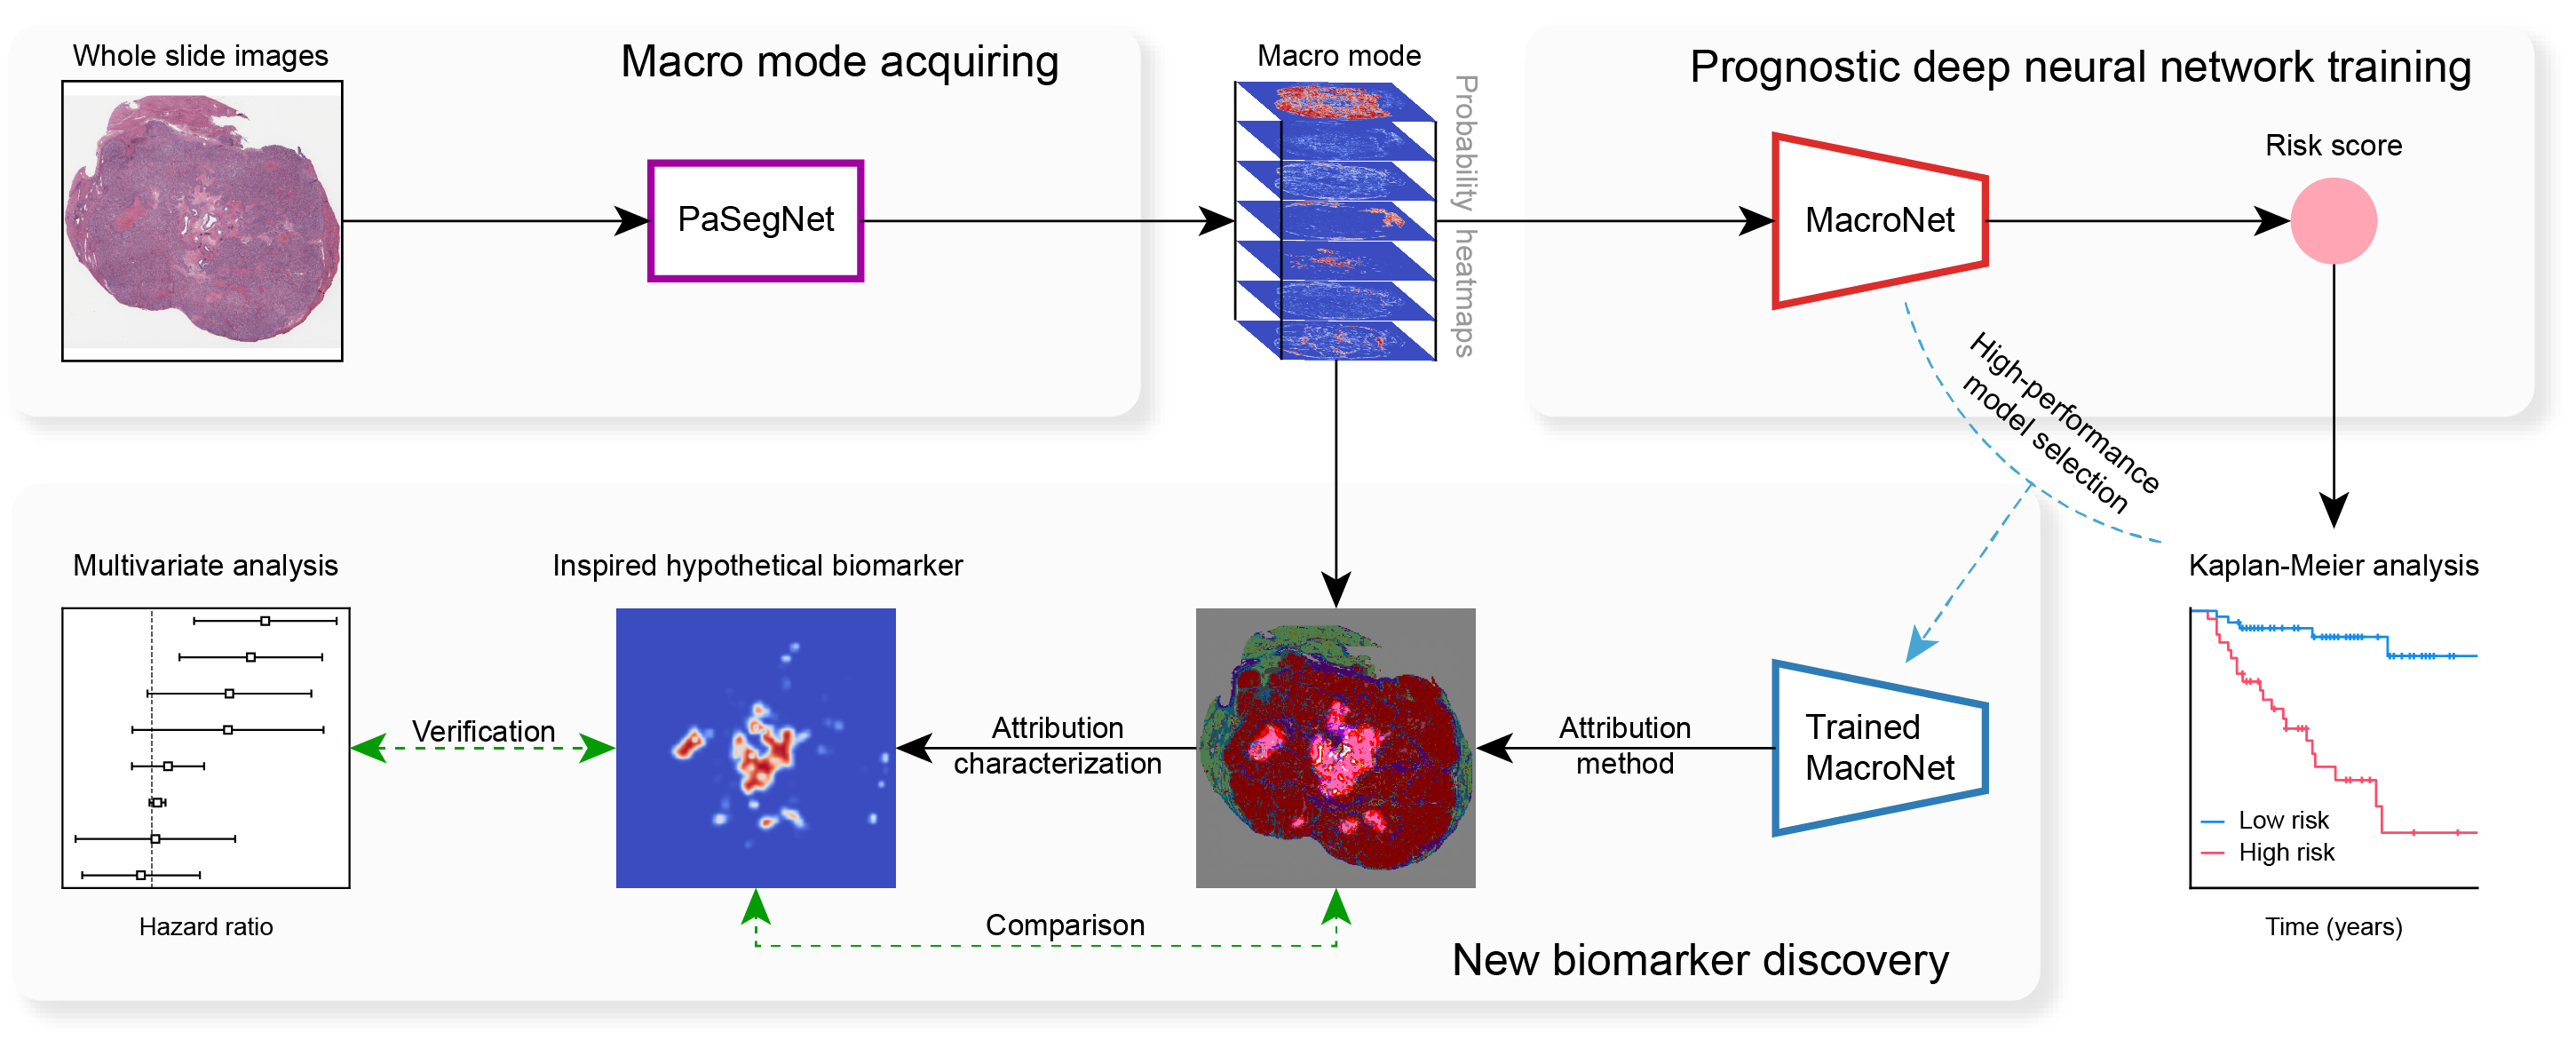 Whole slide images
Macro mode acquiring
PaSegNet
Macro mode
Probability heatmaps
Prognostic deep neural network training
MacroNet
Risk score
High-performance
model selection
Kaplan-Meier analysis
Low risk
High risk
Time (years)
Multivariate analysis
Hazard ratio
Verification
Inspired hypothetical biomarker
Attribution
characterization
Attribution
method
Trained
MacroNet
Comparison
New biomarker discovery